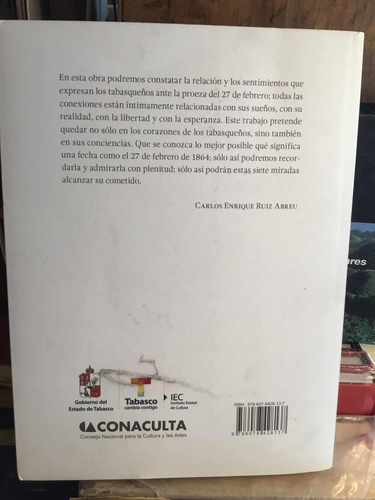 En esta obra podremos constatar la relación y los sentimientos que
expresan los tabasqueños ante la proeza del 27 de febrero; todas las
conexiones están íntimamente relacionadas con sus sueños, con su
realidad, con la libertad y con la esperanza. Este trabajo pretende
quedar no sólo en los corazones de los tabasqueños, sino también
en sus conciencias. Que se conozca lo mejor posible qué significa
una fecha como el 27 de febrero de 1864; sólo así podremos recor-
darla y admirarla con plenitud; sólo así podrán estas siete miradas
alcanzar su cometido.
CARLOS ENRIQUE RUIZ ABREU
Gobierno del
Estado de Tabasco
Tabasco
cambia contigo
IEC
Instituto Estatal
de Cultura
CONACULTA
Consejo Nacional para la Cultura y las Artes